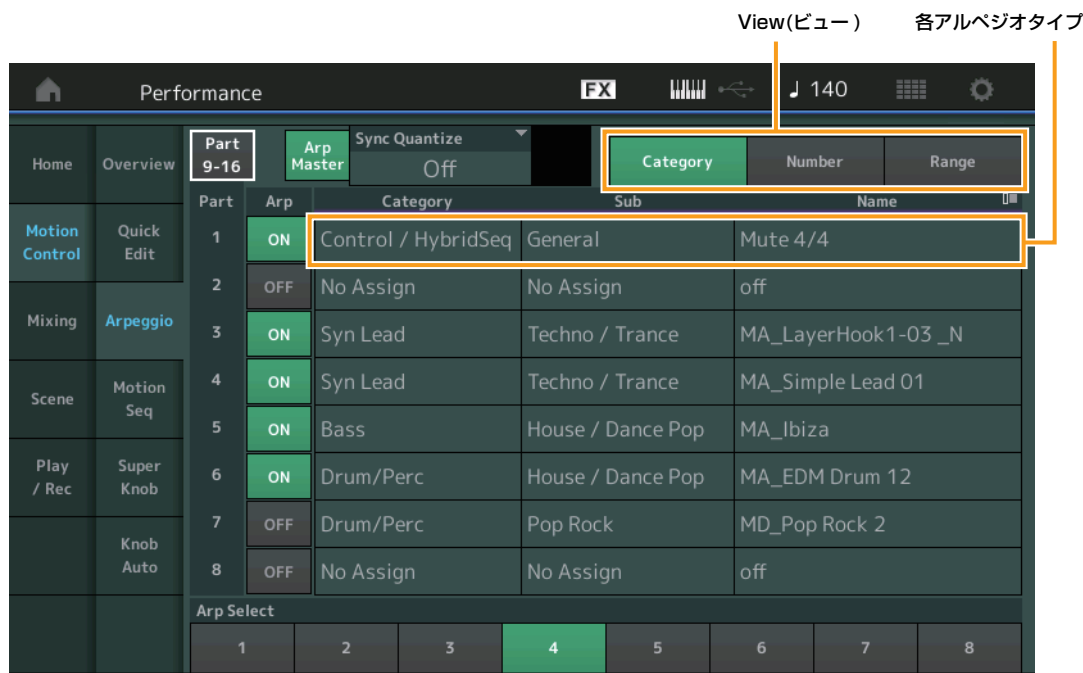 View(ビュー) 各アルペジオタイプ
Performance FX 140
Home Overview Part 9-16 Arp Master Sync Quantize Off Category Number Range
Part Arp Category Sub Name
Motion Control Quick Edit
1 ON Control / HybridSeq General Mute 4/4
2 OFF No Assign No Assign off
Mixing Arpeggio
3 ON Syn Lead Techno / Trance MA_LayerHook1-03 _N
4 ON Syn Lead Techno / Trance MA_Simple Lead 01
Scene Motion Seq
5 ON Bass House / Dance Pop MA_Ibiza
Play / Rec Super Knob
6 ON Drum/Perc House / Dance Pop MA_EDM Drum 12
7 OFF Drum/Perc Pop Rock MD_Pop Rock 2
Knob Auto
8 OFF No Assign No Assign off
Arp Select
1 2 3 4 5 6 7 8